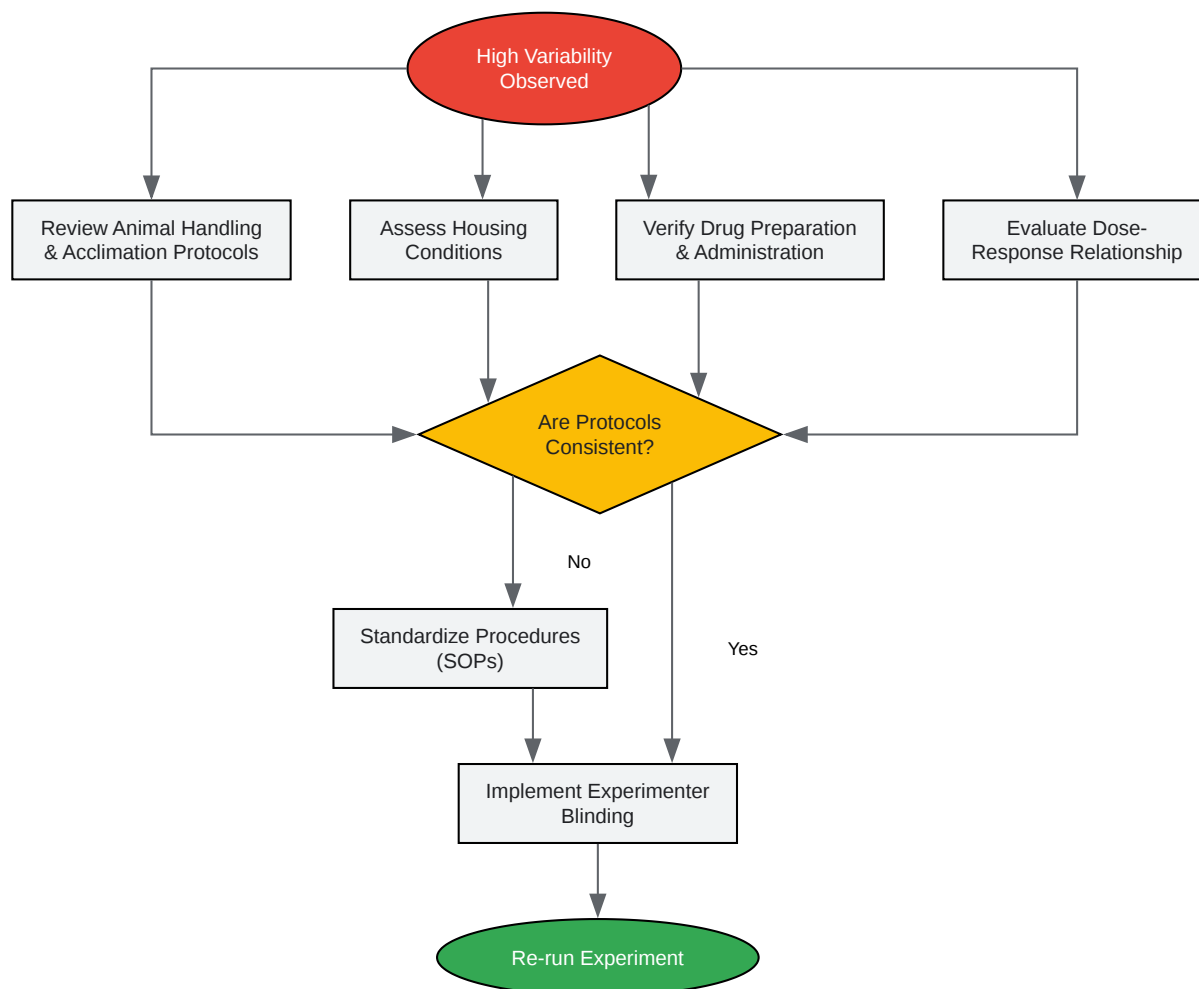 High Variability
Observed
Review Animal Handling
& Acclimation Protocols
Assess Housing
Conditions
Verify Drug Preparation
& Administration
Evaluate Dose-
Response Relationship
Are Protocols
Consistent?
No
Standardize Procedures
(SOPs)
Yes
Implement Experimenter
Blinding
Re-run Experiment